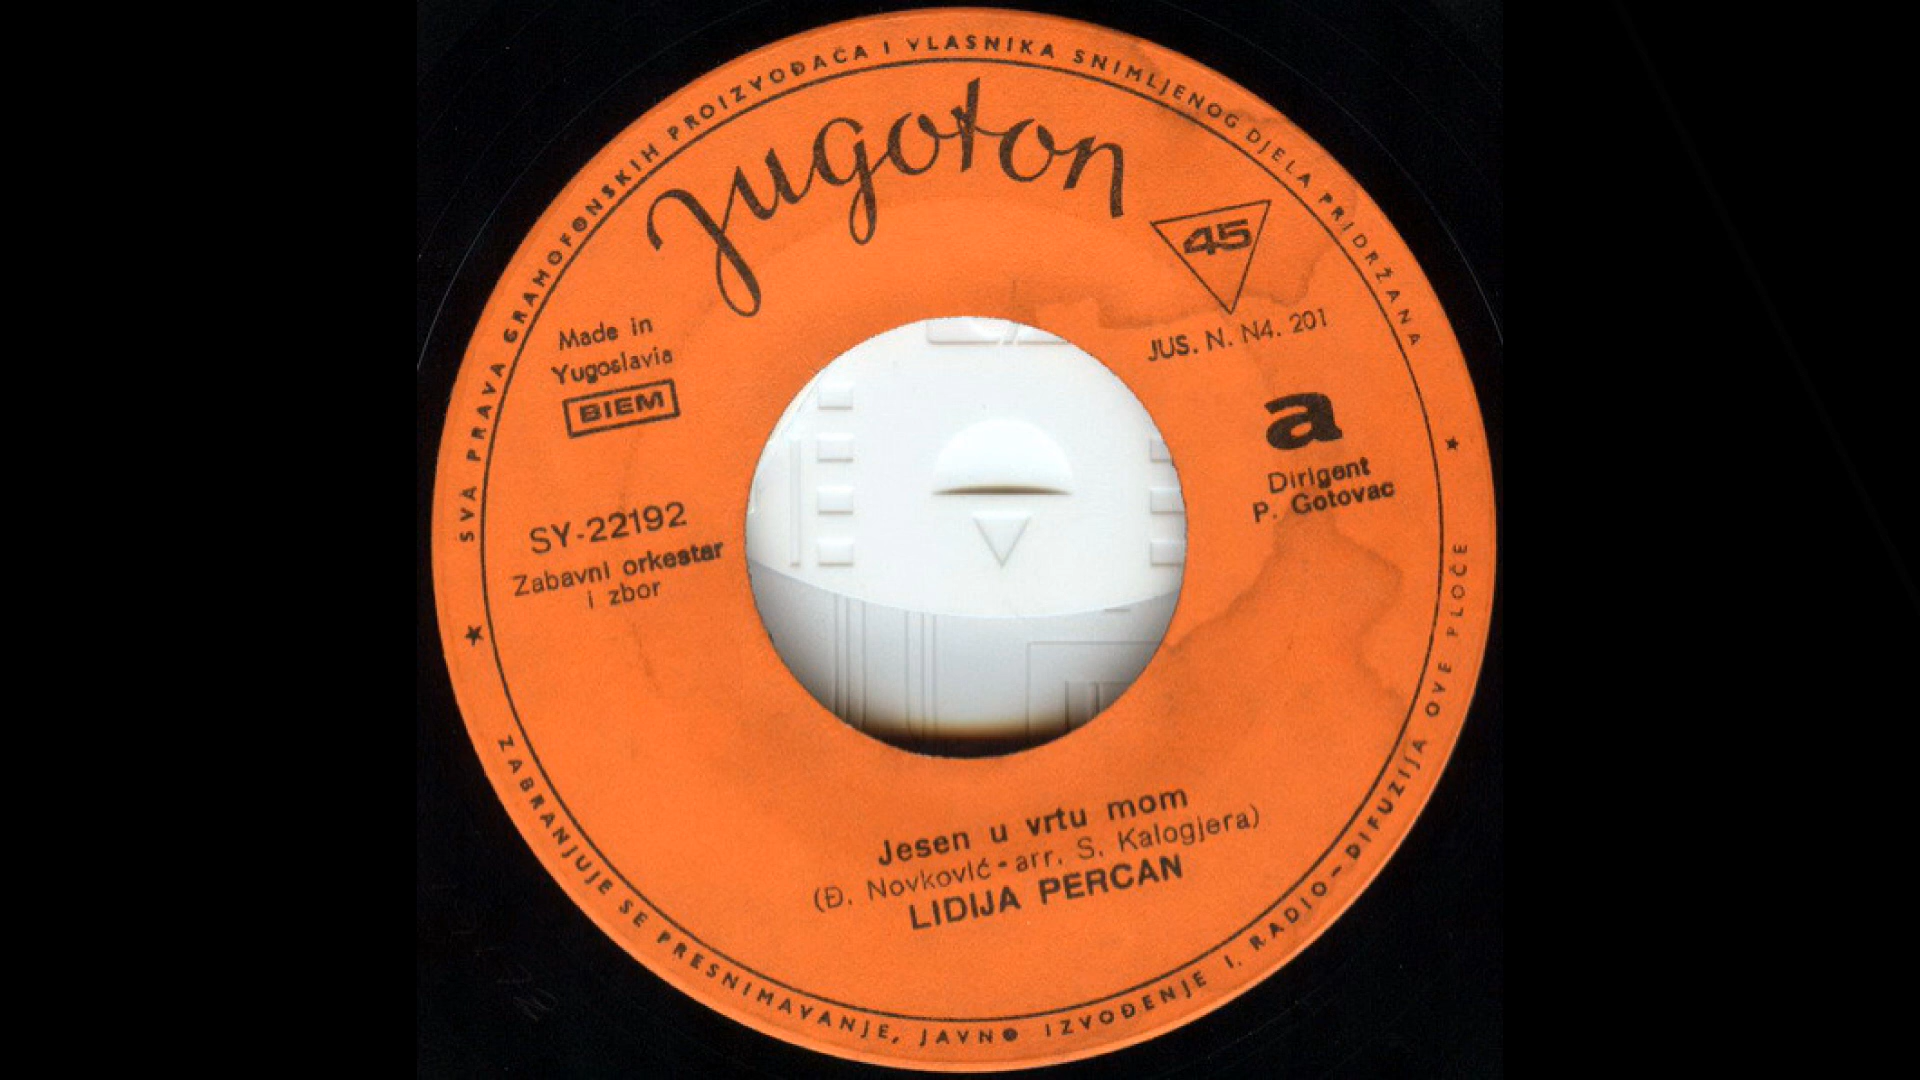 SVA PRAVA GRAMOFONSKIH PROIZVOĐAČA I VLASNIKA SNIMLJENOG DJELA PRIDRŽANA
Jugoton
45
Made in
Yugoslavia
BIEM
JUS. N. N4. 201
a
Dirigent
P. Gotovac
SY-22192
Zabavni orkestar
i zbor
Jesen u vrtu mom
(Đ. Novković - arr. S. Kalogjera)
LIDIJA PERCAN
ZABRANJUJE SE PRESNIMAVANJE, JAVNO IZVOĐENJE I. RADIO-DIFUZIJA OVE PLOČE